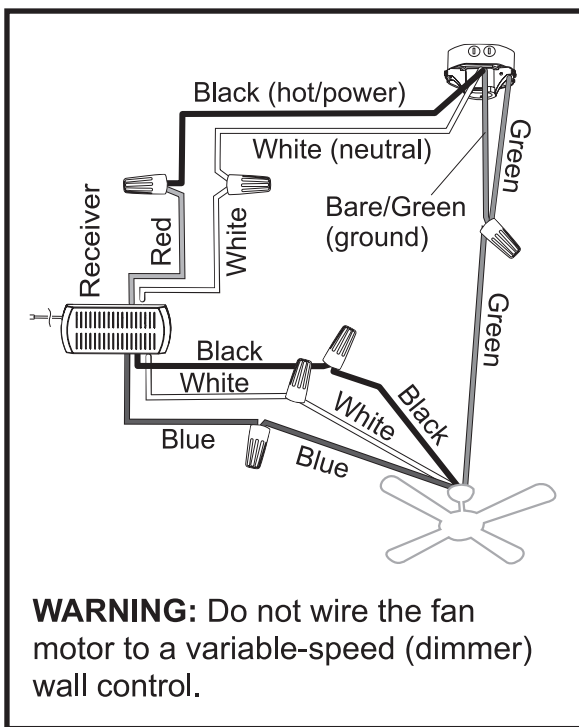 Black (hot/power)
White (neutral)
Green
Bare/Green
(ground)
Receiver
Red
White
Green
Black
White
Black
White
Blue
Blue
WARNING: Do not wire the fan
motor to a variable-speed (dimmer)
wall control.